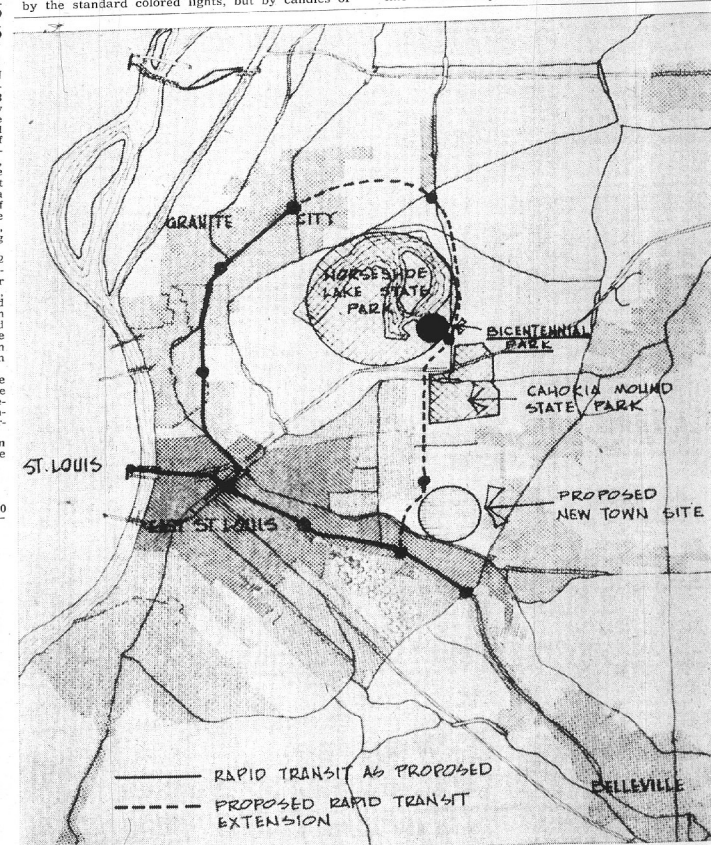 by the standard colored lights, but by candles or
GRANITE CITY
HORSESHOE
LAKE STATE
PARK
BICENTENNIAL
PARK
CAHOKIA MOUND
STATE PARK
ST. LOUIS
PROPOSED
NEW TOWN SITE
EAST ST. LOUIS
RAPID TRANSIT AS PROPOSED
BELLEVILLE
PROPOSED RAPID TRANSIT
EXTENSION